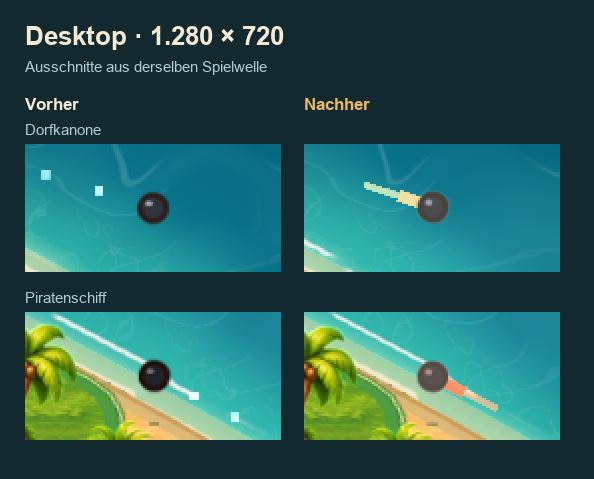 Desktop · 1.280 × 720
Ausschnitte aus derselben Spielwelle
Vorher
Nachher
Dorfkanone
Piratenschiff